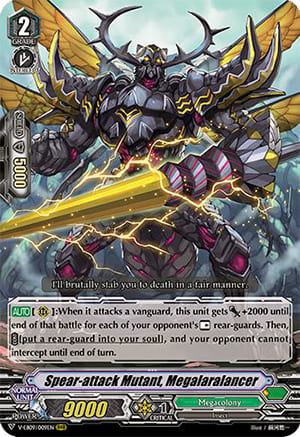 2
GRADE
INTERCEPT
5000
I'll brutally stab you to death in a fair manner.
AUTO :When it attacks a vanguard, this unit gets +2000 until
end of that battle for each of your opponent's rear-guards. Then,
[put a rear-guard into your soul], and your opponent cannot
intercept until end of turn.
Spear-attack Mutant, Megalaralancer
NORMAL UNIT
Megacolony
Insect
POWER 9000
1
CRITICAL
V-EB09/009EN RRR